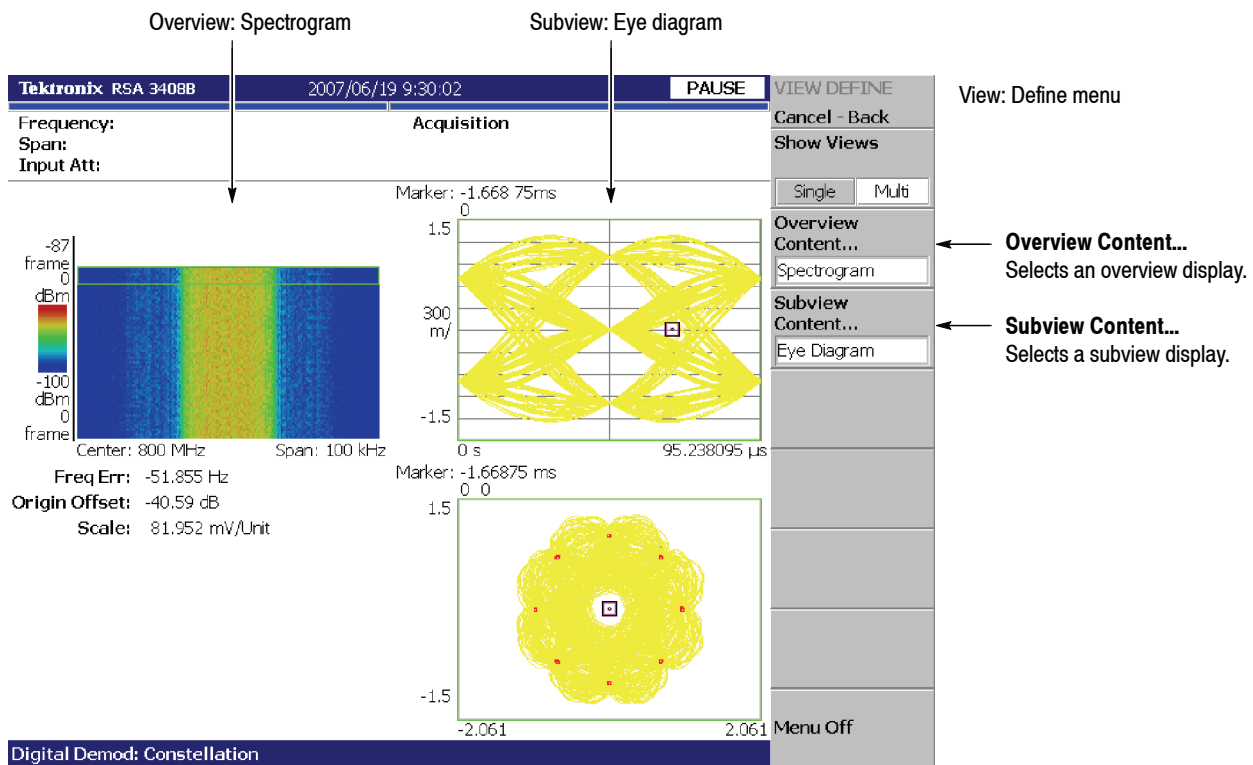 Overview: Spectrogram
Subview: Eye diagram
Tektronix RSA 3408B 2007/06/19 9:30:02 PAUSE
VIEW DEFINE
View: Define menu
Cancel - Back
Frequency: Acquisition
Span:
Input Att:
Show Views
Single Multi
Marker: -1.668 75ms
0
1.5
300
m/
-1.5
0 s 95.238095 µs
-87
frame
0
dBm
-100
dBm
0
frame
Center: 800 MHz Span: 100 kHz
Freq Err: -51.855 Hz
Origin Offset: -40.59 dB
Scale: 81.952 mV/Unit
Marker: -1.66875 ms
0 0
1.5
-1.5
-2.061 2.061
Overview
Content...
Spectrogram
Overview Content...
Selects an overview display.
Subview
Content...
Eye Diagram
Subview Content...
Selects a subview display.
Menu Off
Digital Demod: Constellation